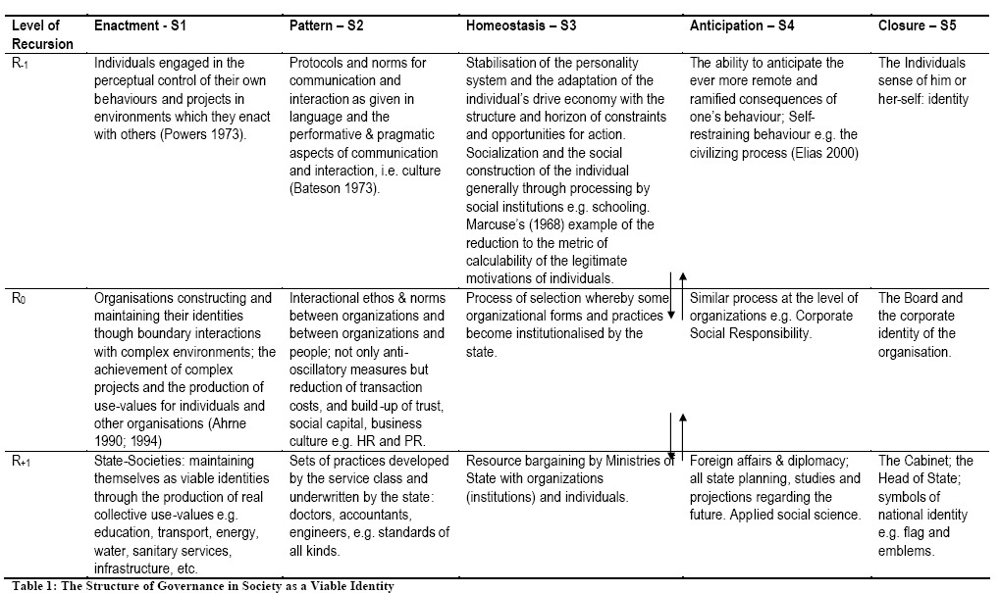 Level of
Recursion
Enactment - S1
Pattern – S2
Homeostasis – S3
Anticipation – S4
Closure – S5
R-1
Individuals engaged in the
perceptual control of their own
behaviours and projects in
environments which they enact
with others (Powers 1973).
Protocols and norms for
communication and
interaction as given in
language and the
performative & pragmatic
aspects of communication
and interaction, i.e. culture
(Bateson 1973).
Stabilisation of the personality
system and the adaptation of the
individual's drive economy with the
structure and horizon of constraints
and opportunities for action.
Socialization and the social
construction of the individual
generally through processing by
social institutions e.g. schooling.
Marcuse's (1968) example of the
reduction to the metric of
calculability of the legitimate
motivations of individuals.
The ability to anticipate the
ever more remote and
ramified consequences of
one's behaviour; Self-
restraining behaviour e.g. the
civilizing process (Elias 2000)
The Individuals
sense of him or
her-self: identity
R0
Organisations constructing and
maintaining their identities
though boundary interactions
with complex environments; the
achievement of complex
projects and the production of
use-values for individuals and
other organisations (Ahrne
1990; 1994)
Interactional ethos & norms
between organizations and
between organizations and
people; not only anti-
oscillatory measures but
reduction of transaction
costs, and build-up of trust,
social capital, business
culture e.g. HR and PR.
Process of selection whereby some
organizational forms and practices
become institutionalised by the
state.
Similar process at the level of
organizations e.g. Corporate
Social Responsibility.
The Board and
the corporate
identity of the
organisation.
R+1
State-Societies: maintaining
themselves as viable identities
through the production of real
collective use-values e.g.
education, transport, energy,
water, sanitary services,
infrastructure, etc.
Sets of practices developed
by the service class and
underwritten by the state:
doctors, accountants,
engineers, e.g. standards of
all kinds.
Resource bargaining by Ministries of
State with organizations
(institutions) and individuals.
Foreign affairs & diplomacy;
all state planning, studies and
projections regarding the
future. Applied social science.
The Cabinet; the
Head of State;
symbols of
national identity
e.g. flag and
emblems.
Table 1: The Structure of Governance in Society as a Viable Identity